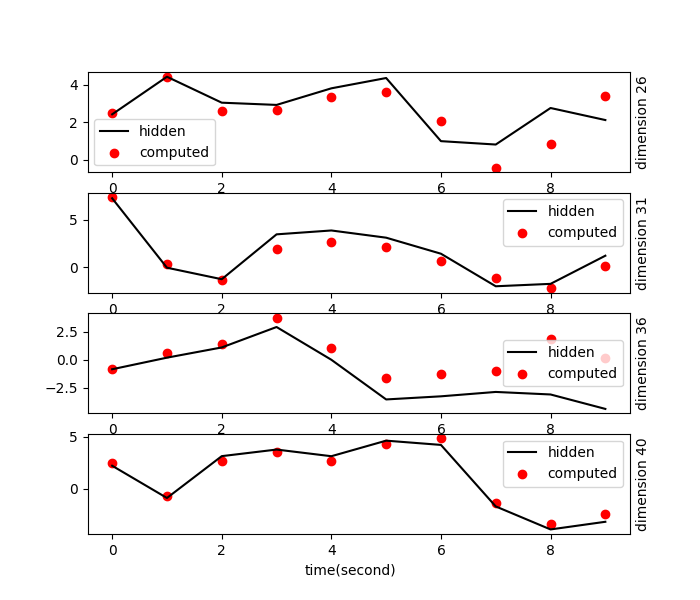 4
2
0
hidden
computed
dimension 26
0
2
4
6
8
5
0
hidden
computed
dimension 31
0
2
4
6
8
2.5
0.0
−2.5
hidden
computed
dimension 36
0
2
4
6
8
5
0
hidden
computed
dimension 40
0
2
4
6
8
time(second)